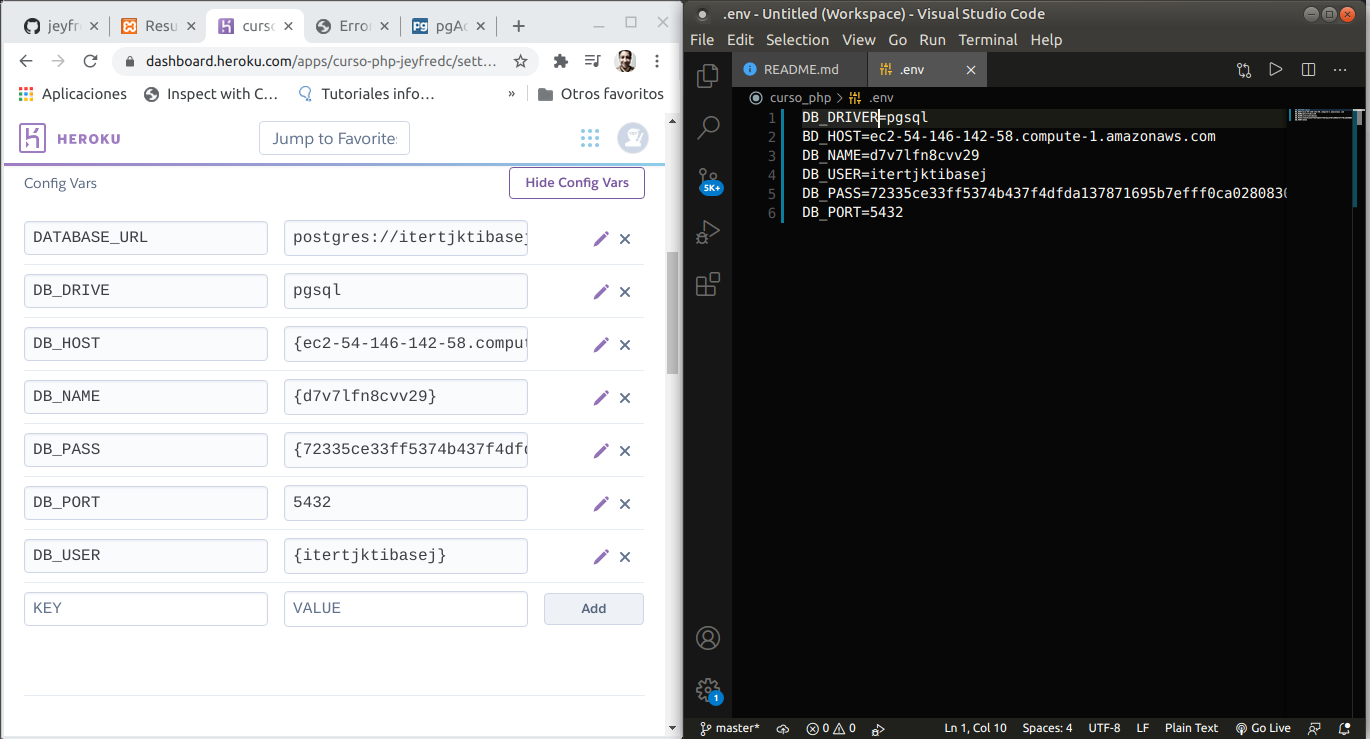 jeyfre
Resu
curso
Error
pgAd
dashboard.heroku.com/apps/curso-php-jeyfredc/sett...
Aplicaciones
Inspect with C...
Tutoriales info...
»
Otros favoritos
HEROKU
Jump to Favorites
Config Vars
Hide Config Vars
DATABASE_URL
postgres://itertjktibasej
DB_DRIVE
pgsql
DB_HOST
{ec2-54-146-142-58.comput
DB_NAME
{d7v7lfn8cvv29}
DB_PASS
{72335ce33ff5374b437f4dfd
DB_PORT
5432
DB_USER
{itertjktibasej}
KEY
VALUE
Add
.env - Untitled (Workspace) - Visual Studio Code
File Edit Selection View Go Run Terminal Help
README.md
.env
curso_php > .env
1 DB_DRIVER=pgsql
2 BD_HOST=ec2-54-146-142-58.compute-1.amazonaws.com
3 DB_NAME=d7v7lfn8cvv29
4 DB_USER=itertjktibasej
5 DB_PASS=72335ce33ff5374b437f4dfda137871695b7efff0ca0280830
6 DB_PORT=5432
5K+
1
master*
0
0
Ln 1, Col 10
Spaces: 4
UTF-8
LF
Plain Text
Go Live